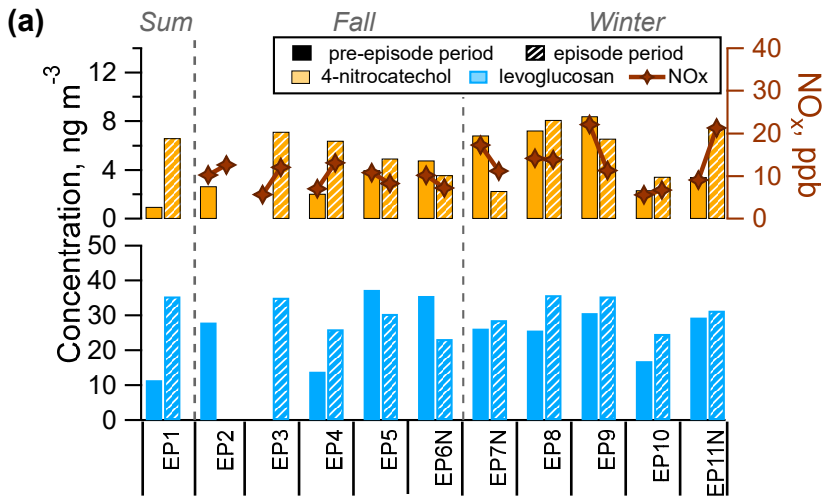 (a)
Sum Fall Winter
pre-episode period episode period
4-nitrocatechol levoglucosan NOx
Concentration, ng m⁻³
12
8
4
0
40
30
20
10
0
NOₓ, ppb
50
40
30
20
10
0
EP1 EP2 EP3 EP4 EP5 EP6N EP7N EP8 EP9 EP10 EP11N